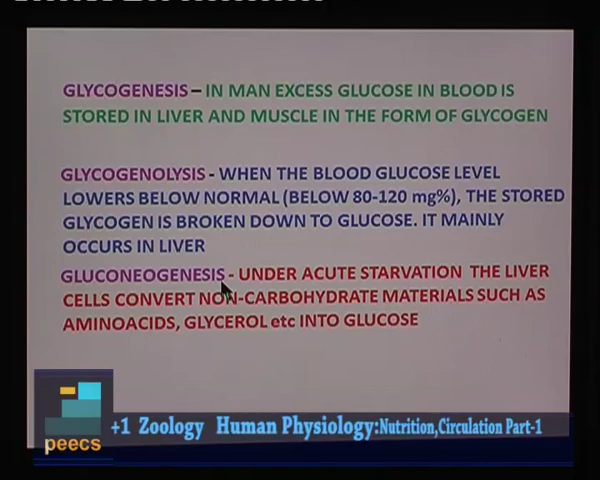 GLYCOGENESIS – IN MAN EXCESS GLUCOSE IN BLOOD IS
STORED IN LIVER AND MUSCLE IN THE FORM OF GLYCOGEN
GLYCOGENOLYSIS - WHEN THE BLOOD GLUCOSE LEVEL
LOWERS BELOW NORMAL (BELOW 80-120 mg%), THE STORED
GLYCOGEN IS BROKEN DOWN TO GLUCOSE. IT MAINLY
OCCURS IN LIVER
GLUCONEOGENESIS - UNDER ACUTE STARVATION THE LIVER
CELLS CONVERT NON-CARBOHYDRATE MATERIALS SUCH AS
AMINOACIDS, GLYCEROL etc INTO GLUCOSE
peecs
+1 Zoology Human Physiology:Nutrition,Circulation Part-1